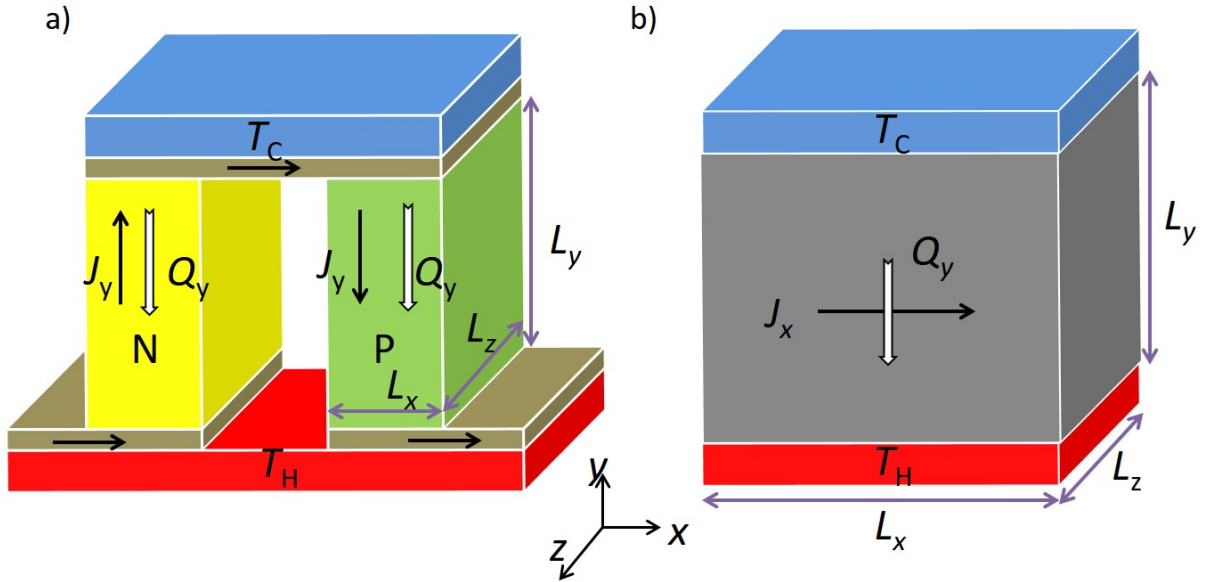 a)
T_C
J_y Q_y J_y Q_y
L_y
N P
L_z
L_x
T_H
y
x
z
b)
T_C
Q_y
J_x
L_y
T_H
L_z
L_x